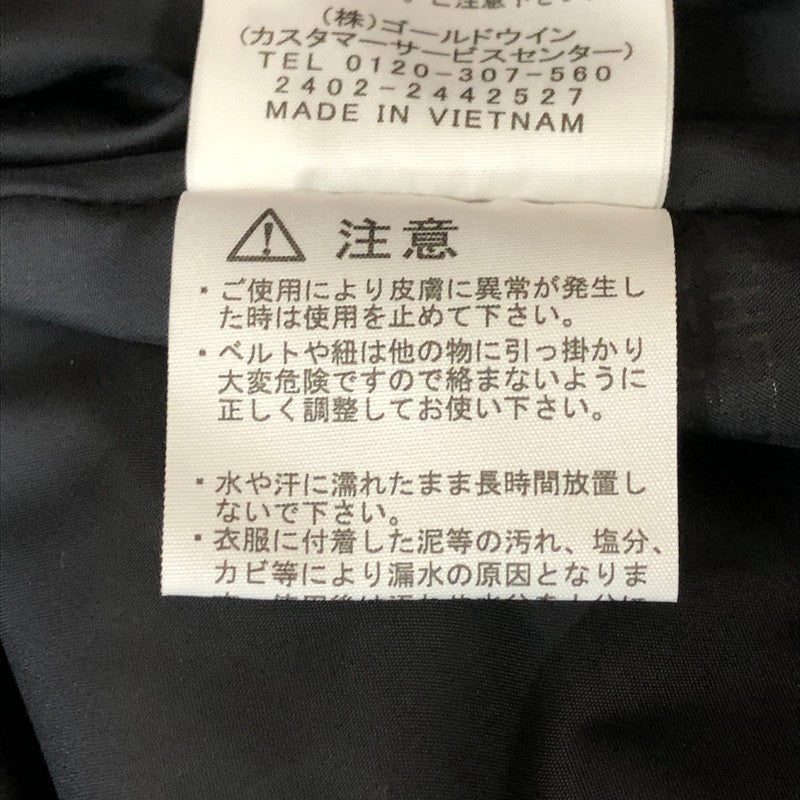 ご注意下さい
(株)ゴールドウイン
(カスタマーサービスセンター)
TEL 0120-307-560
2402-2442527
MADE IN VIETNAM
注意
・ご使用により皮膚に異常が発生し
た時は使用を止めて下さい。
・ベルトや紐は他の物に引っ掛かり
大変危険ですので絡まないように
正しく調整してお使い下さい。
・水や汗に濡れたまま長時間放置し
ないで下さい。
・衣服に付着した泥等の汚れ、塩分、
カビ等により漏水の原因となりま